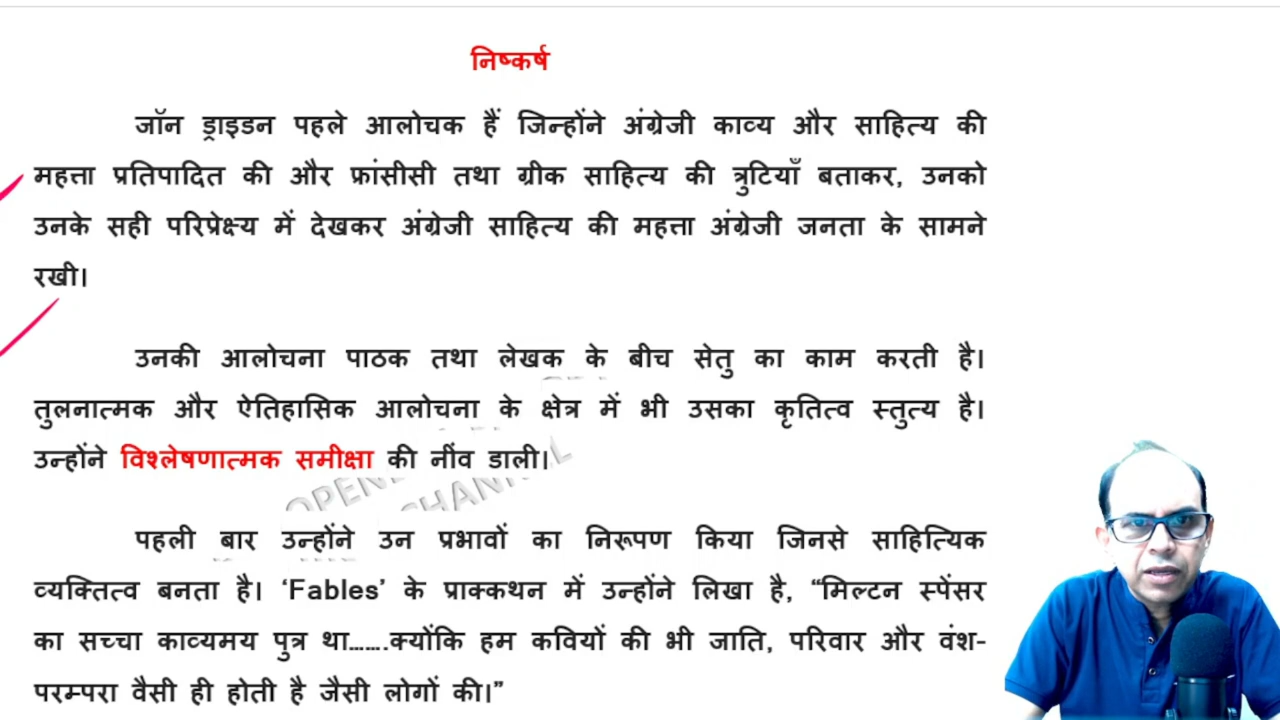 निष्कर्ष
जॉन ड्राइडन पहले आलोचक हैं जिन्होंने अंग्रेजी काव्य और साहित्य की
महत्ता प्रतिपादित की और फ्रांसीसी तथा ग्रीक साहित्य की त्रुटियाँ बताकर, उनको
उनके सही परिप्रेक्ष्य में देखकर अंग्रेजी साहित्य की महत्ता अंग्रेजी जनता के सामने
रखी।
उनकी आलोचना पाठक तथा लेखक के बीच सेतु का काम करती है।
तुलनात्मक और ऐतिहासिक आलोचना के क्षेत्र में भी उसका कृतित्व स्तुत्य है।
उन्होंने विश्लेषणात्मक समीक्षा की नींव डाली।
पहली बार उन्होंने उन प्रभावों का निरूपण किया जिनसे साहित्यिक
व्यक्तित्व बनता है। ‘Fables’ के प्राक्कथन में उन्होंने लिखा है, “मिल्टन स्पेंसर
का सच्चा काव्यमय पुत्र था…….क्योंकि हम कवियों की भी जाति, परिवार और वंश-
परम्परा वैसी ही होती है जैसी लोगों की।”